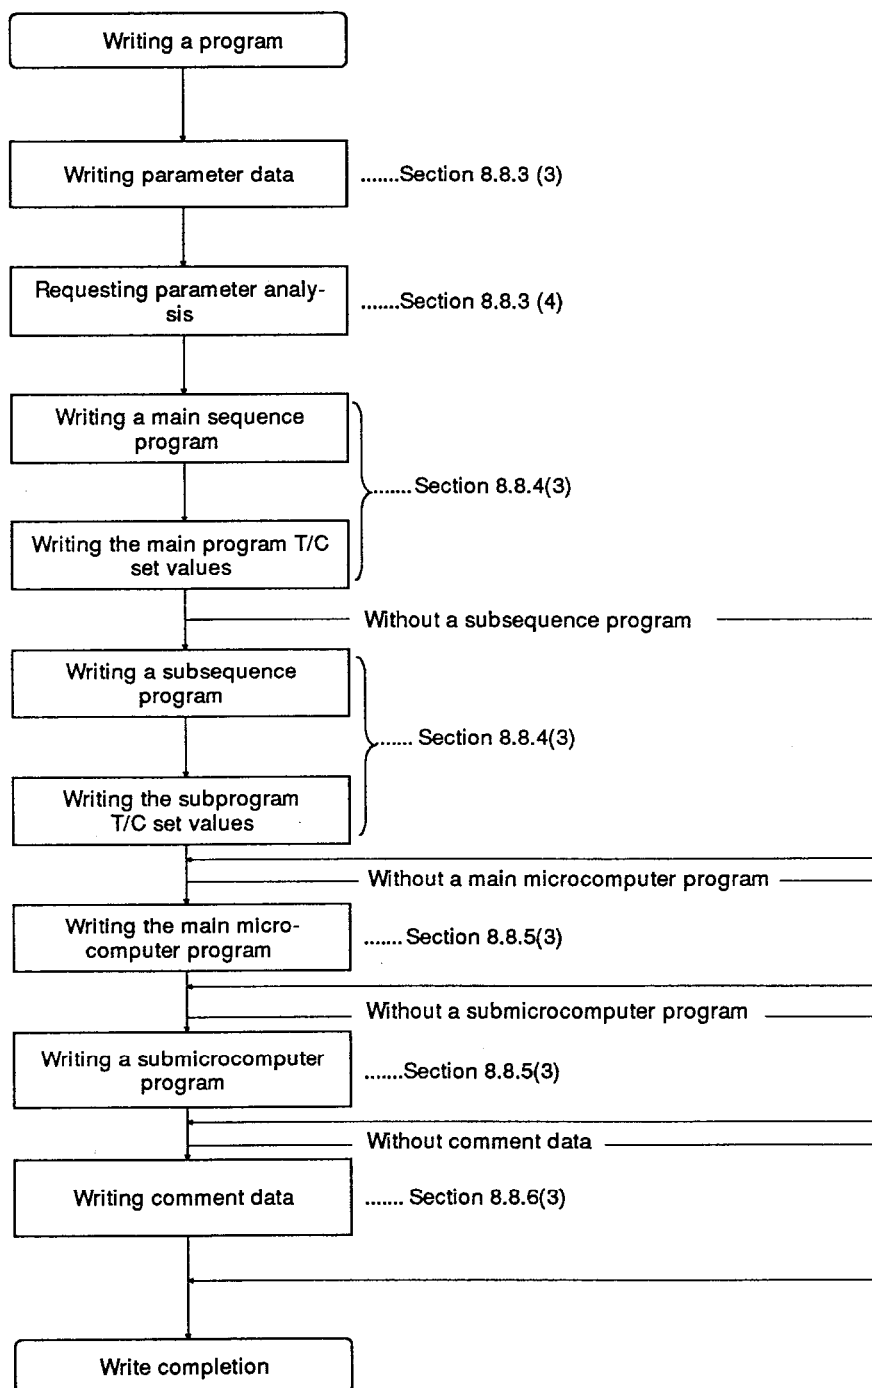 Writing a program
Writing parameter data
.......Section 8.8.3 (3)
Requesting parameter analy-
sis
.......Section 8.8.3 (4)
Writing a main sequence
program
....... Section 8.8.4(3)
Writing the main program T/C
set values
Without a subsequence program
Writing a subsequence
program
...... Section 8.8.4(3)
Writing the subprogram
T/C set values
Without a main microcomputer program
Writing the main micro-
computer program
....... Section 8.8.5(3)
Without a submicrocomputer program
Writing a submicrocomputer
program
.......Section 8.8.5(3)
Without comment data
Writing comment data
....... Section 8.8.6(3)
Write completion